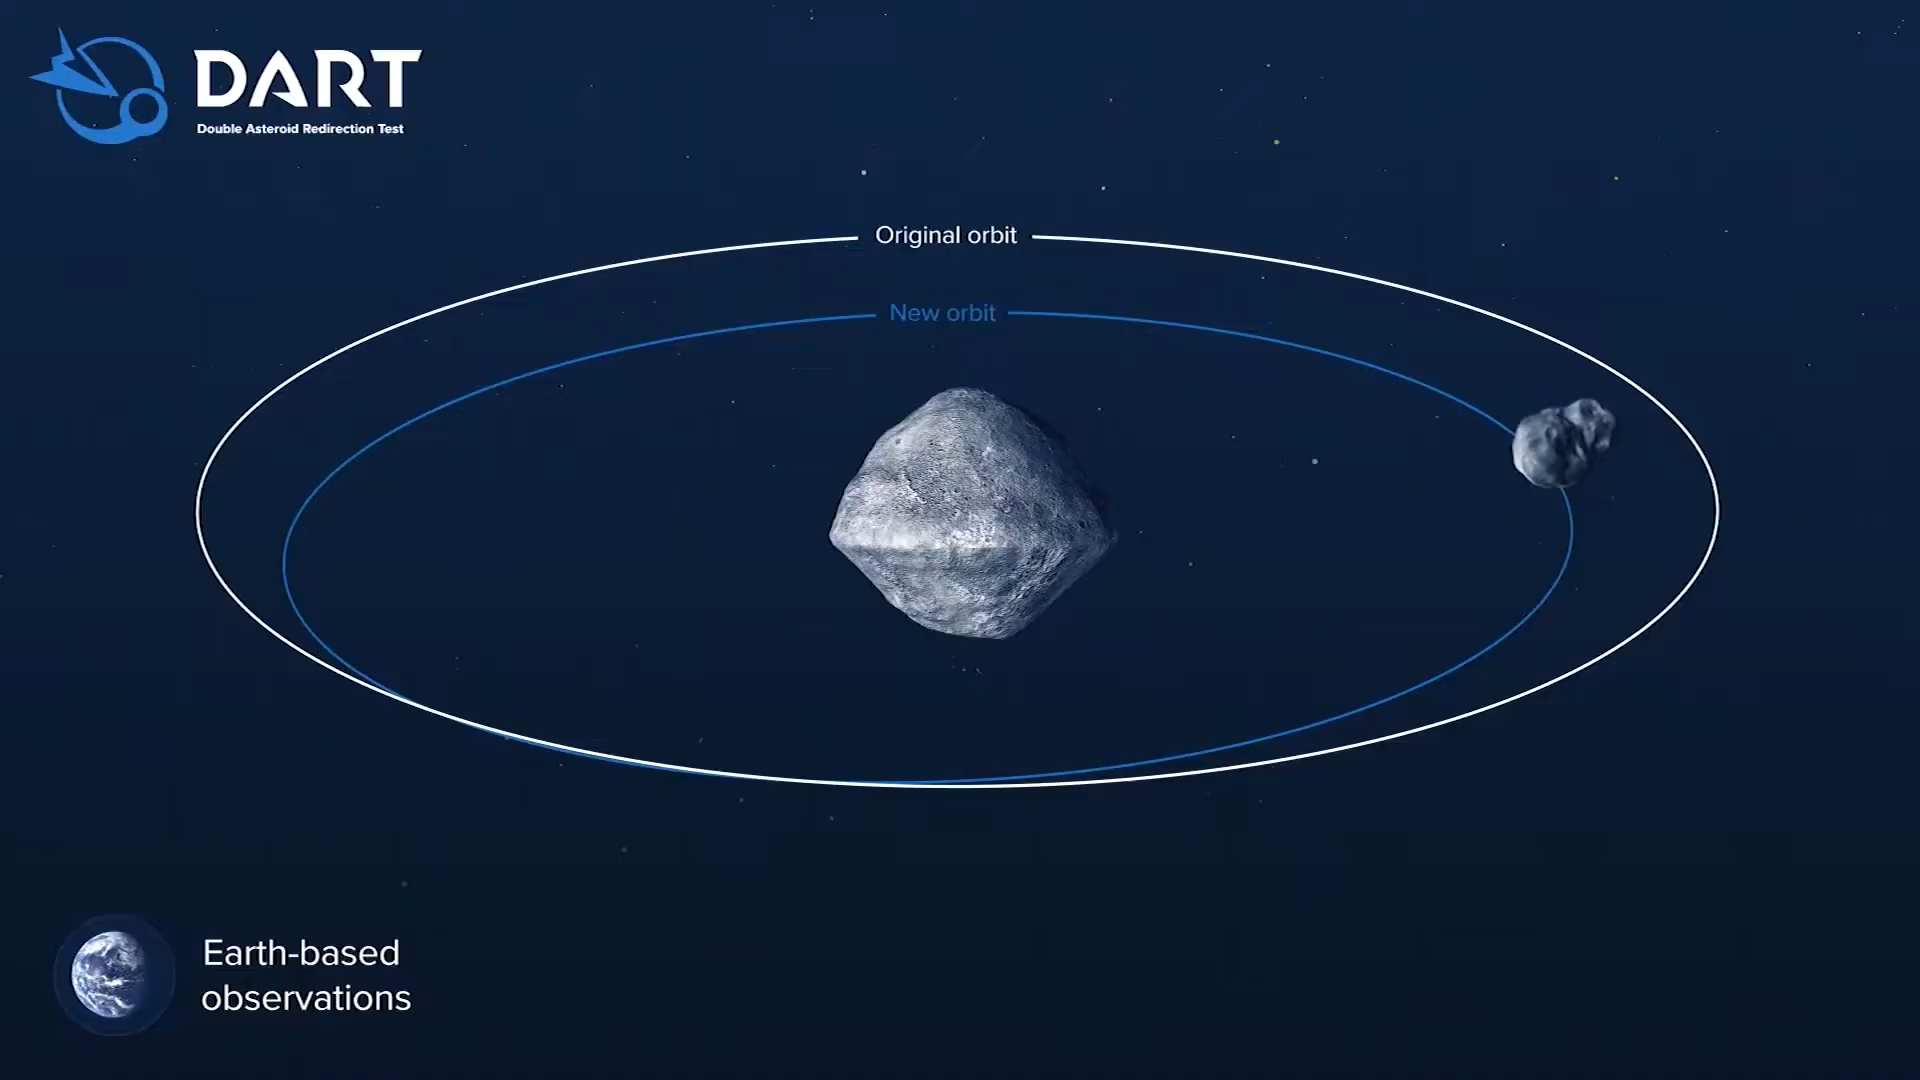 DART
Double Asteroid Redirection Test
Original orbit
New orbit
Earth-based
observations